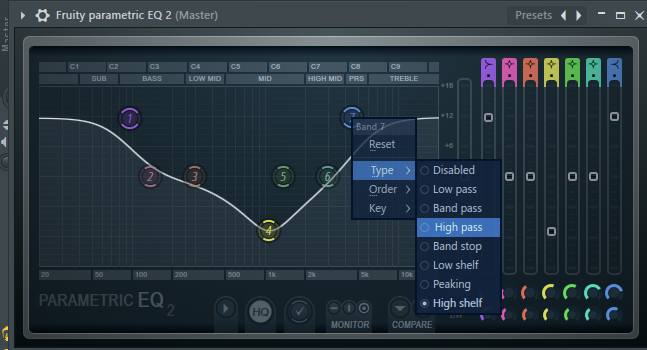 Master
Fruity parametric EQ 2 (Master)
Presets
C1 C2 C3 C4 C5 C6 C7 C8 C9
SUB BASS LOW MID MID HIGH MID PRS TREBLE
+18
+12
+6
1
2
3
4
5
6
7
Band 7
Reset
Type
Order
Key
Disabled
Low pass
Band pass
High pass
Band stop
Low shelf
Peaking
High shelf
20 50 100 200 500 1k 2k 5k 10k
PARAMETRIC EQ 2
HQ
MONITOR
COMPARE